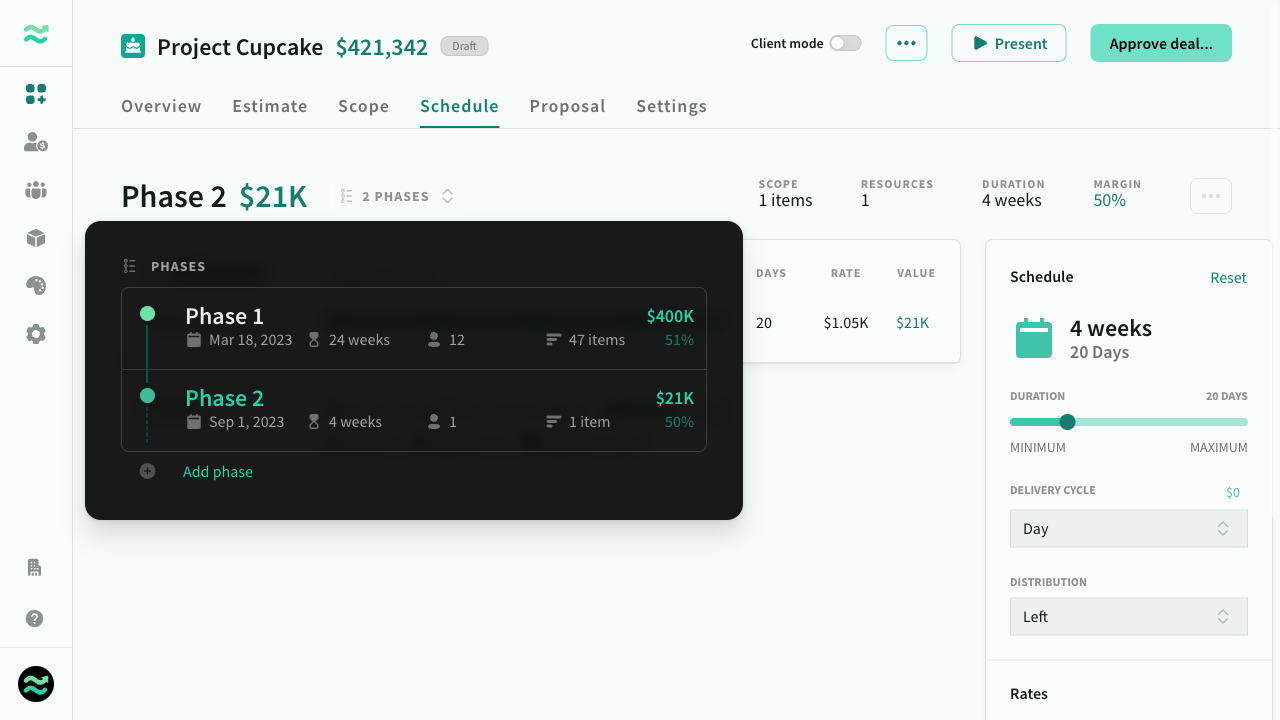 Project Cupcake $421,342 Draft
Client mode ••• Present Approve deal...
Overview Estimate Scope Schedule Proposal Settings
Phase 2 $21K 2 PHASES
SCOPE RESOURCES DURATION MARGIN
1 items 1 4 weeks 50%
PHASES
Phase 1 $400K
Mar 18, 2023 24 weeks 12 47 items 51%
Phase 2 $21K
Sep 1, 2023 4 weeks 1 1 item 50%
Add phase
DAYS RATE VALUE
20 $1.05K $21K
Schedule Reset
4 weeks
20 Days
DURATION 20 DAYS
MINIMUM MAXIMUM
DELIVERY CYCLE $0
Day
DISTRIBUTION
Left
Rates